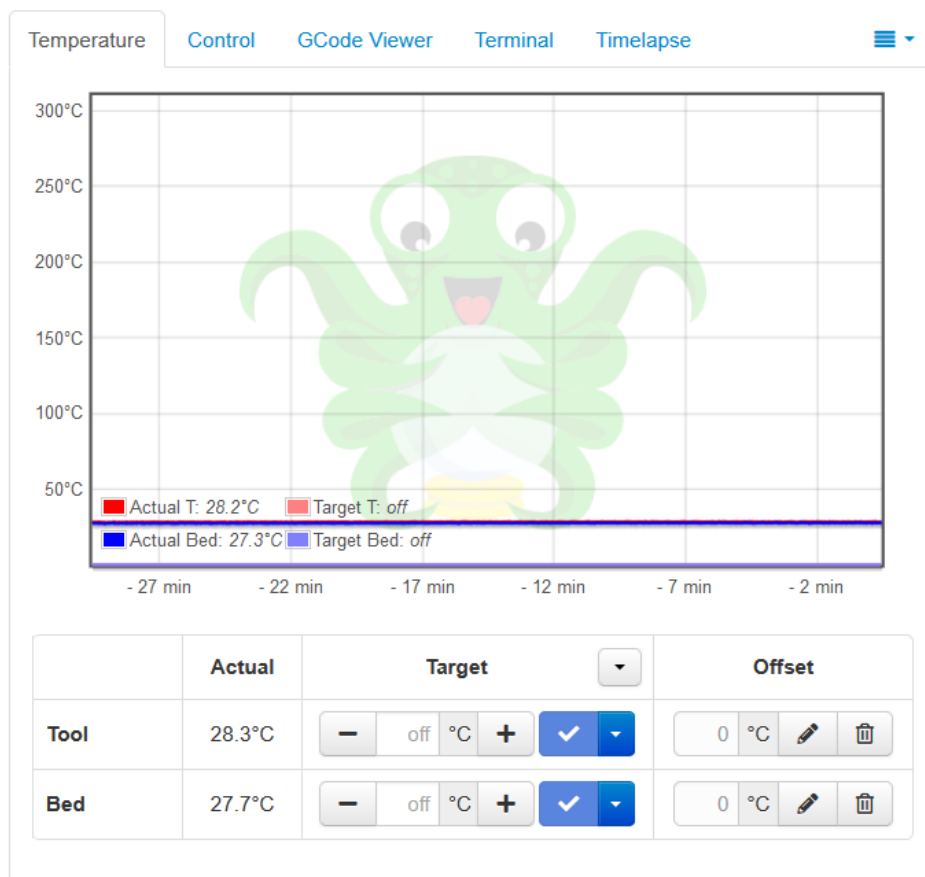 Temperature Control GCode Viewer Terminal Timelapse
300°C
250°C
200°C
150°C
100°C
50°C
Actual T: 28.2°C Target T: off
Actual Bed: 27.3°C Target Bed: off
- 27 min - 22 min - 17 min - 12 min - 7 min - 2 min
Actual Target Offset
Tool 28.3°C off °C 0 °C
Bed 27.7°C off °C 0 °C